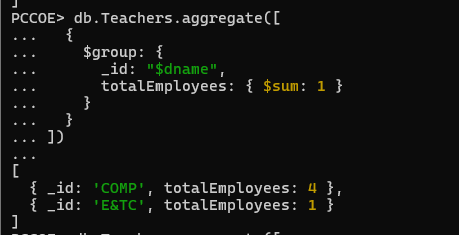 ]
PCCOE> db.Teachers.aggregate([
...   {
...     $group: {
...       _id: "$dname",
...       totalEmployees: { $sum: 1 }
...     }
...   }
... ])
...
[
  { _id: 'COMP', totalEmployees: 4 },
  { _id: 'E&TC', totalEmployees: 1 }
]